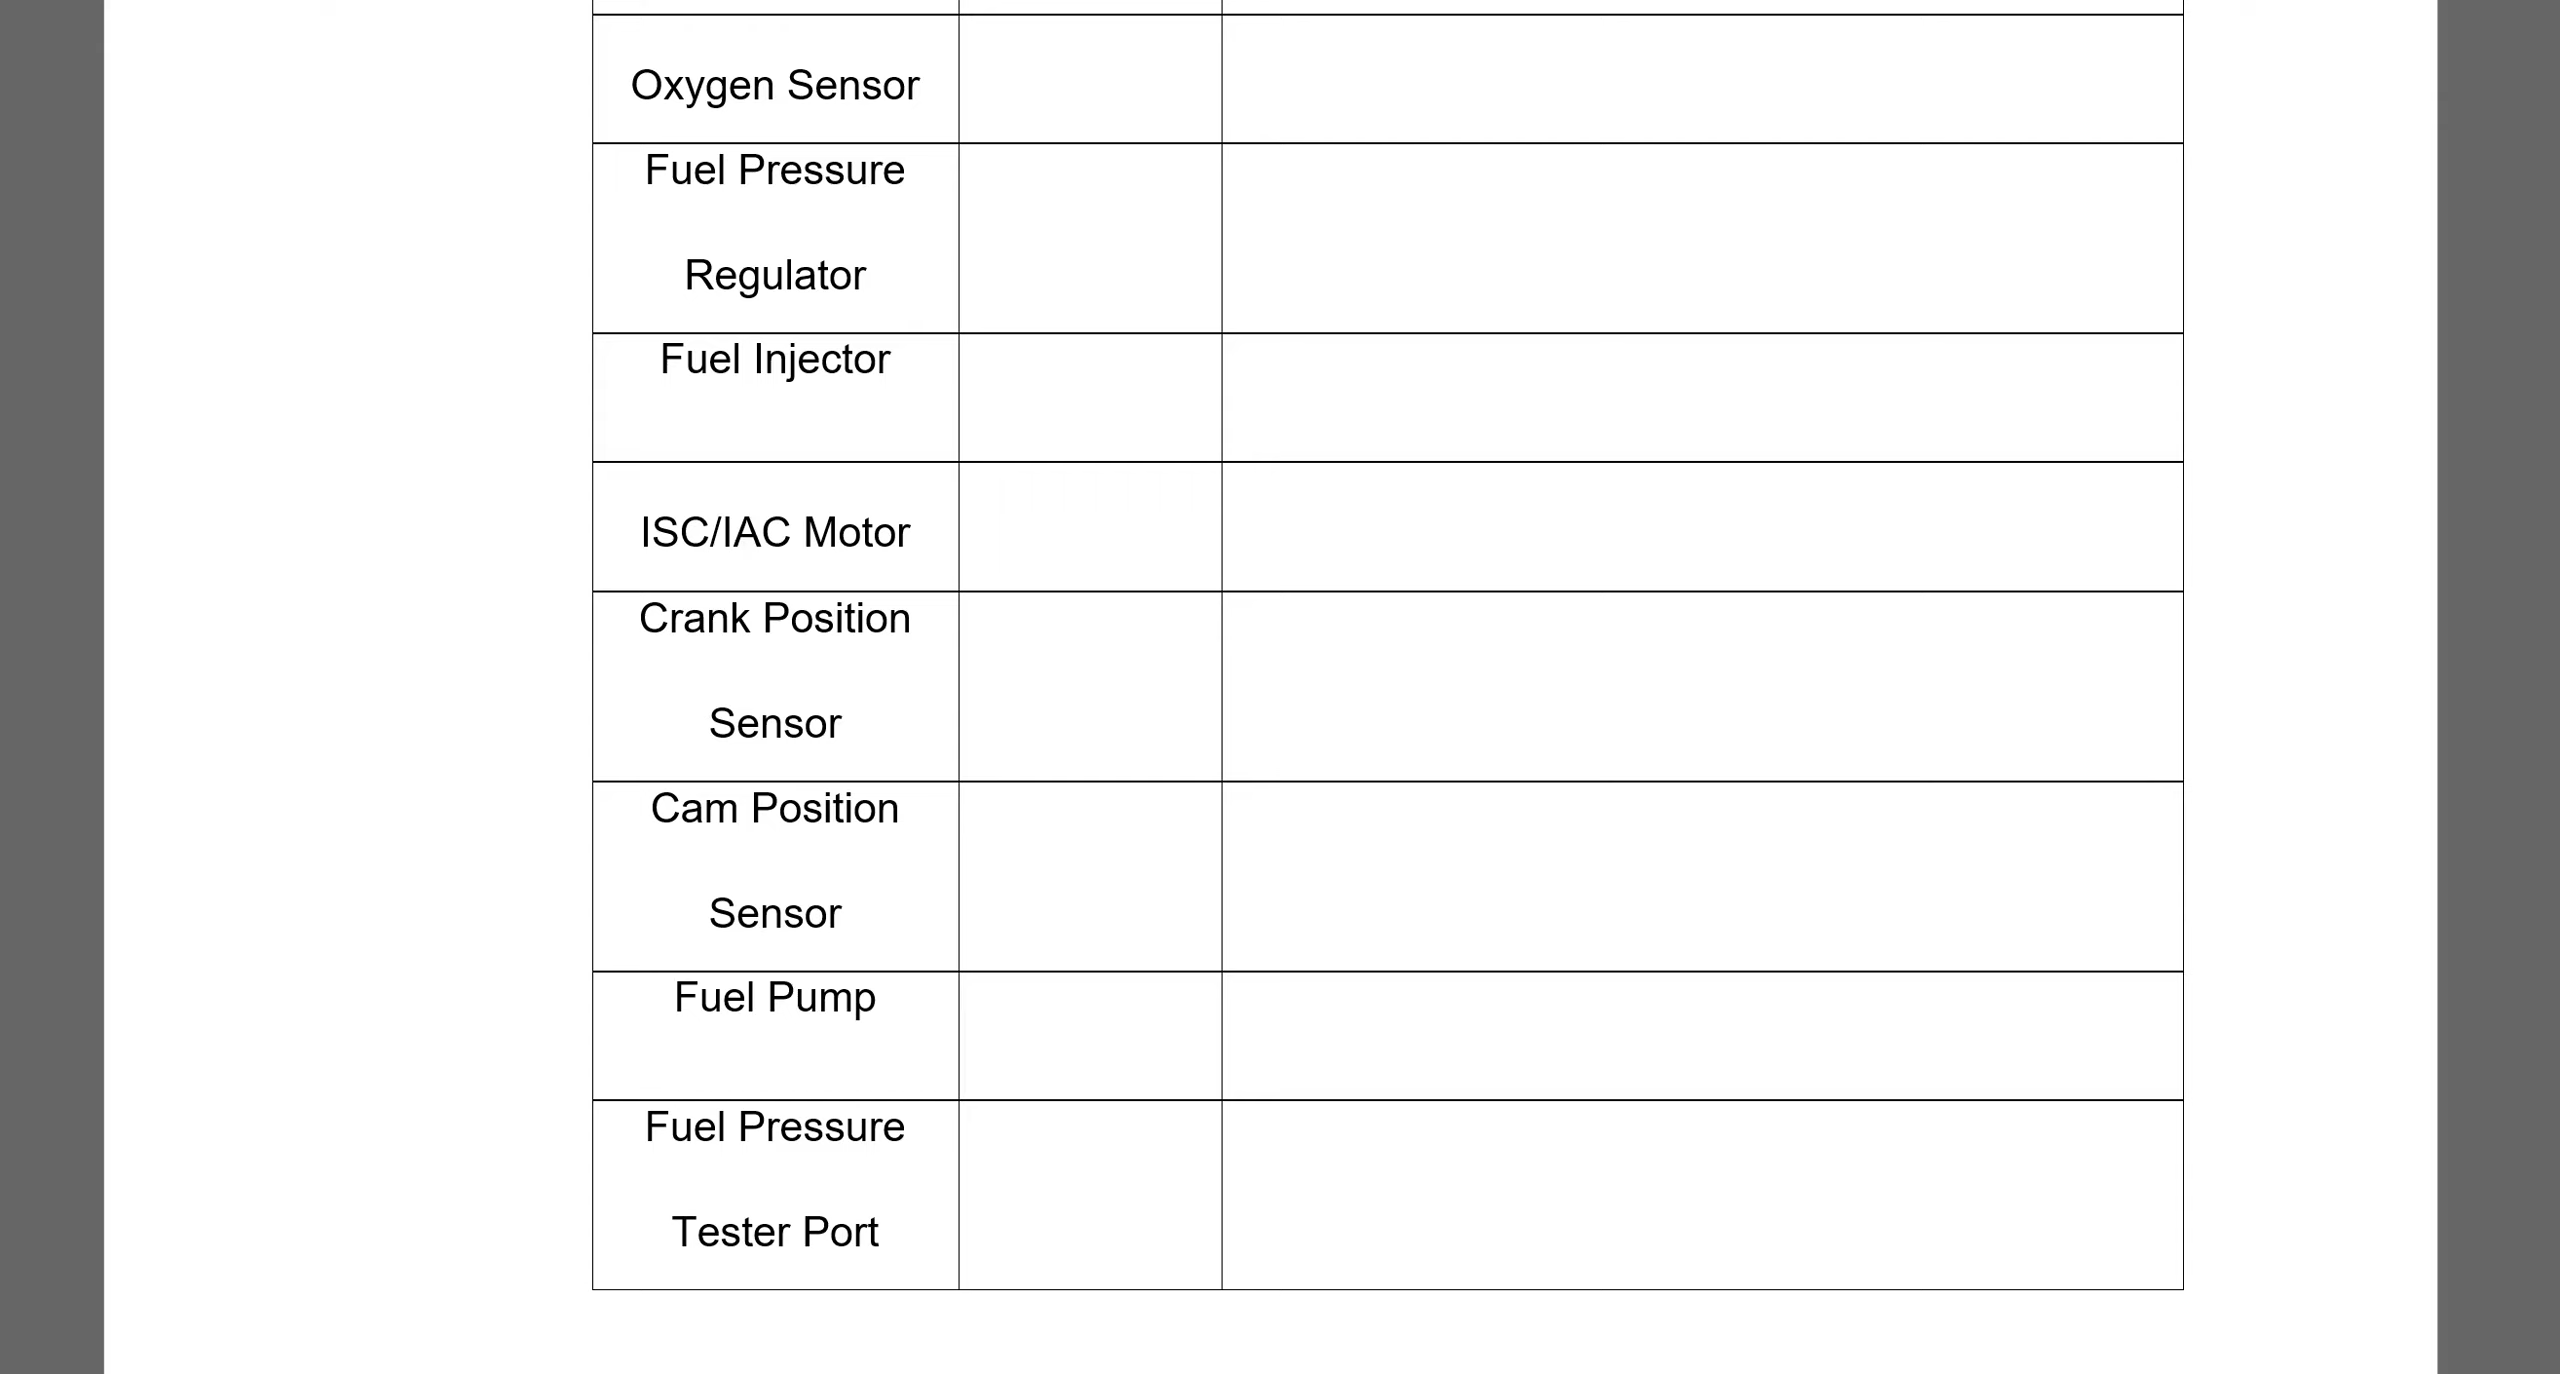 Oxygen Sensor
Fuel Pressure
Regulator
Fuel Injector
ISC/IAC Motor
Crank Position
Sensor
Cam Position
Sensor
Fuel Pump
Fuel Pressure
Tester Port